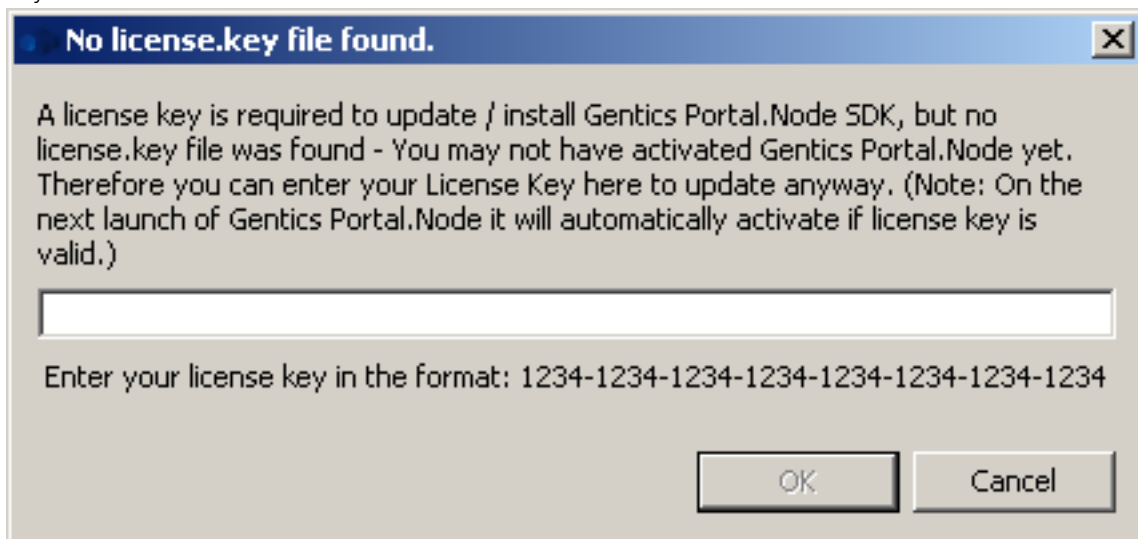 No license.key file found.
A license key is required to update / install Gentics Portal.Node SDK, but no
license.key file was found - You may not have activated Gentics Portal.Node yet.
Therefore you can enter your License Key here to update anyway. (Note: On the
next launch of Gentics Portal.Node it will automatically activate if license key is
valid.)
Enter your license key in the format: 1234-1234-1234-1234-1234-1234-1234-1234
OK Cancel